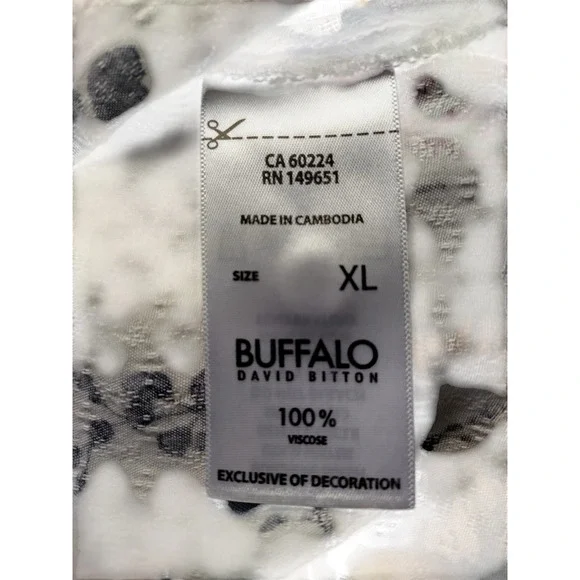 CA 60224
RN 149651
MADE IN CAMBODIA
SIZE XL
BUFFALO
DAVID BITTON
100%
VISCOSE
EXCLUSIVE OF DECORATION